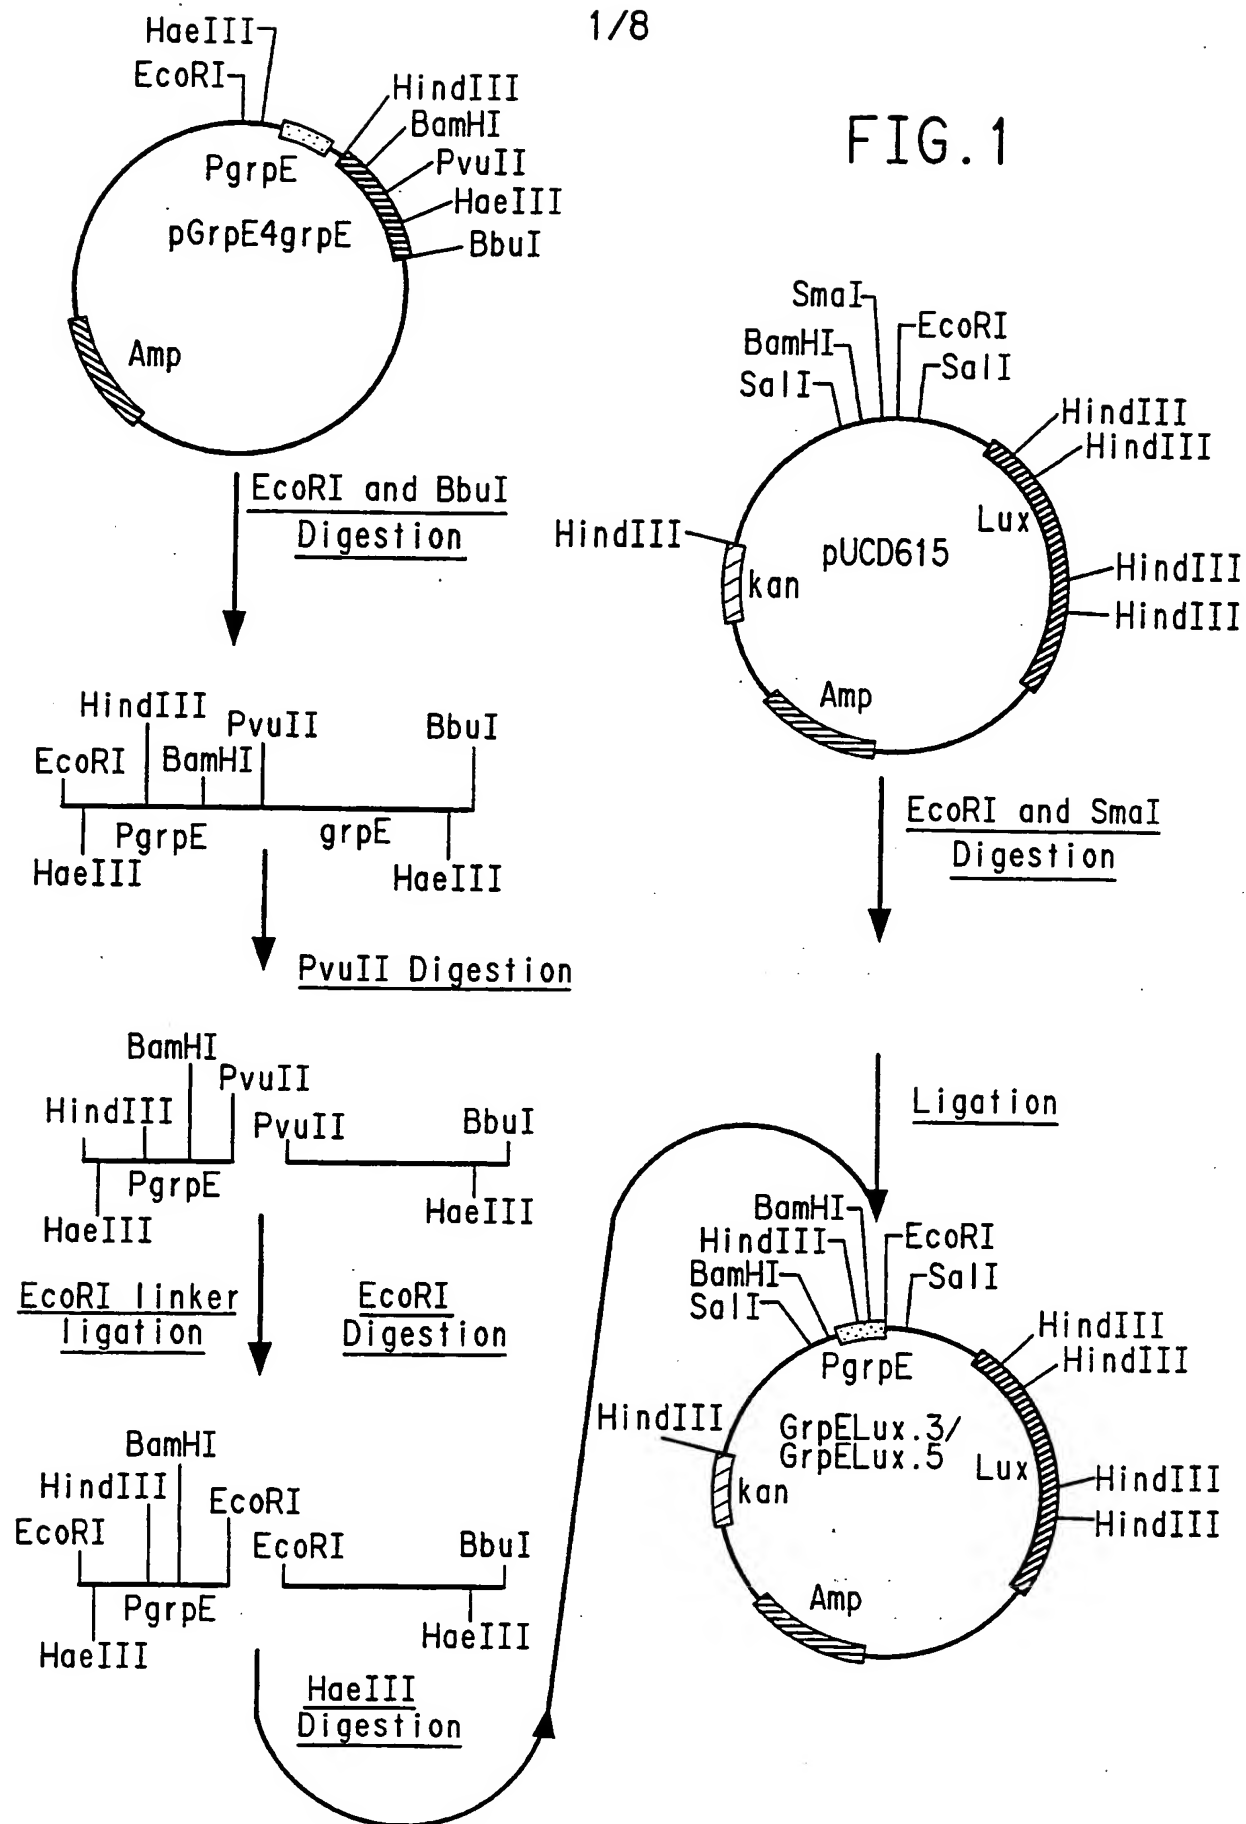 1/8
FIG.1
HaeIII
EcoRI
HindIII
BamHI
PvuII
HaeIII
BbuI
PgrpE
pGrpE4grpE
Amp
EcoRI and BbuI
Digestion
HindIII
PvuII
BbuI
EcoRI
BamHI
PgrpE
grpE
HaeIII
HaeIII
PvuII Digestion
BamHI
PvuII
HindIII
PvuII
BbuI
PgrpE
HaeIII
HaeIII
EcoRI linker
ligation
EcoRI
Digestion
BamHI
HindIII
EcoRI
EcoRI
EcoRI
BbuI
PgrpE
HaeIII
HaeIII
HaeIII
Digestion
SmaI
EcoRI
BamHI
SalI
SalI
HindIII
HindIII
Lux
HindIII
pUCD615
kan
HindIII
HindIII
Amp
EcoRI and SmaI
Digestion
Ligation
BamHI
HindIII
EcoRI
BamHI
SalI
SalI
HindIII
HindIII
PgrpE
HindIII
GrpELux.3/
GrpELux.5
Lux
kan
HindIII
HindIII
Amp